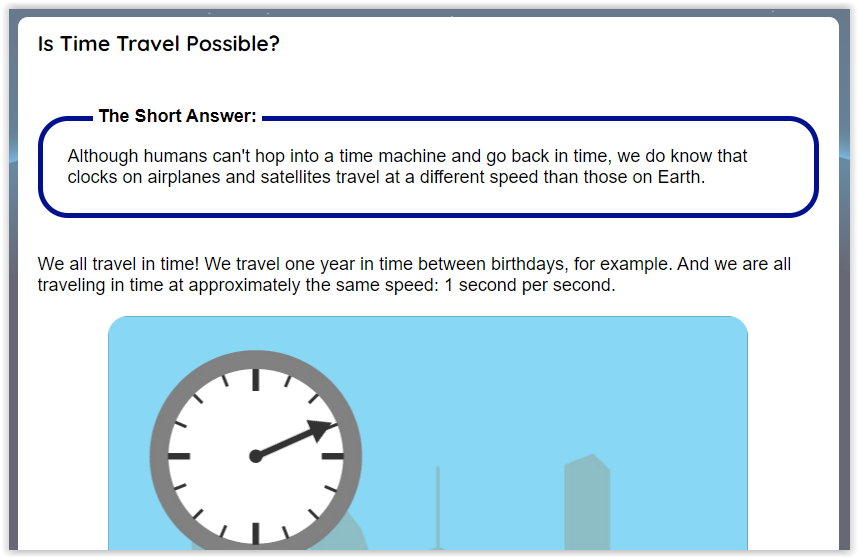 Is Time Travel Possible?
The Short Answer:
Although humans can't hop into a time machine and go back in time, we do know that
clocks on airplanes and satellites travel at a different speed than those on Earth.
We all travel in time! We travel one year in time between birthdays, for example. And we are all
traveling in time at approximately the same speed: 1 second per second.